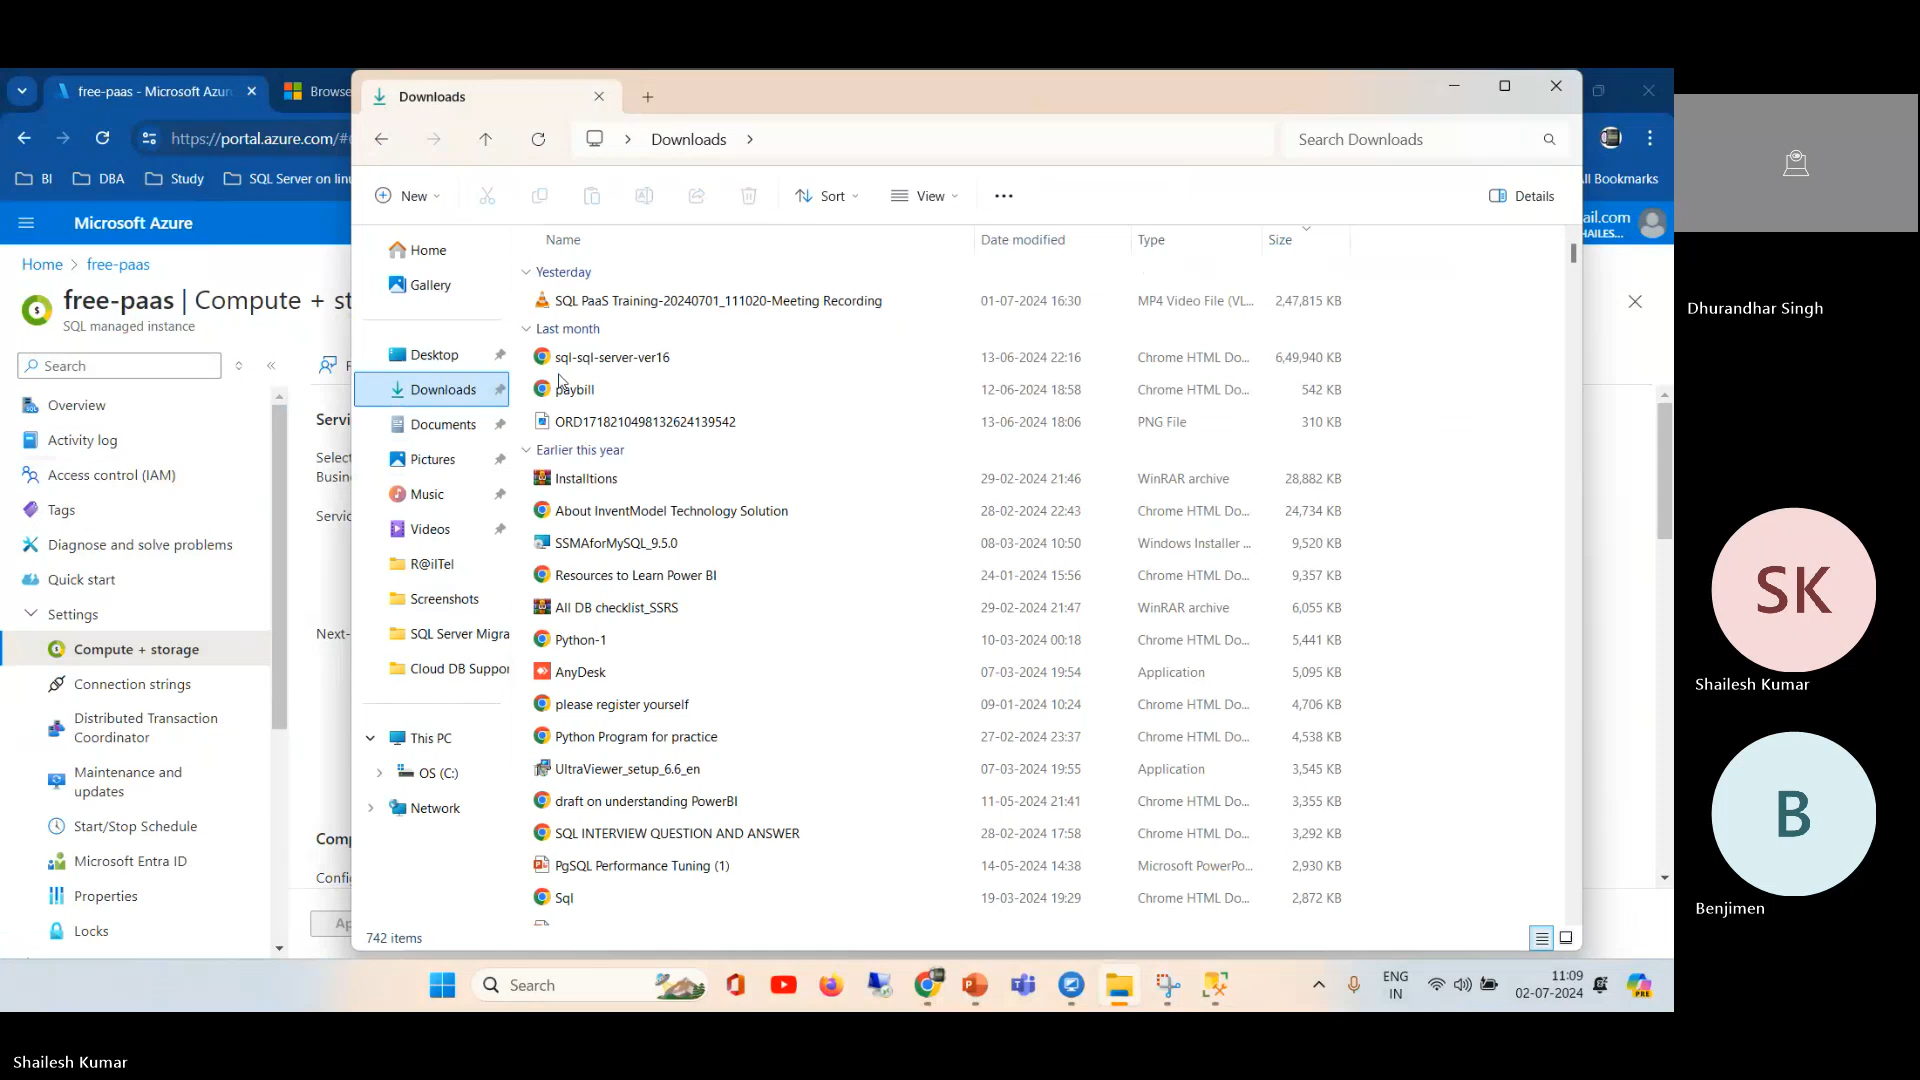 free-paas - Microsoft Azur
Browse
https://portal.azure.com/#
BI
DBA
Study
SQL Server on linu
All Bookmarks
Microsoft Azure
ail.com
HAILES...
Home > free-paas
free-paas | Compute + st
SQL managed instance
Search
Overview
Activity log
Access control (IAM)
Tags
Diagnose and solve problems
Quick start
Settings
Compute + storage
Connection strings
Distributed Transaction
Coordinator
Maintenance and
updates
Start/Stop Schedule
Microsoft Entra ID
Properties
Locks
Servi
Selec
Busin
Servic
Next-
Comp
Confi
Ap
Downloads
Downloads
Search Downloads
New
Sort
View
Details
Home
Gallery
Desktop
Downloads
Documents
Pictures
Music
Videos
R@ilTel
Screenshots
SQL Server Migra
Cloud DB Suppor
This PC
OS (C:)
Network
Name Date modified Type Size
Yesterday
SQL PaaS Training-20240701_111020-Meeting Recording 01-07-2024 16:30 MP4 Video File (VL... 2,47,815 KB
Last month
sql-sql-server-ver16 13-06-2024 22:16 Chrome HTML Do... 6,49,940 KB
paybill 12-06-2024 18:58 Chrome HTML Do... 542 KB
ORD1718210498132624139542 13-06-2024 18:06 PNG File 310 KB
Earlier this year
Installtions 29-02-2024 21:46 WinRAR archive 28,882 KB
About InventModel Technology Solution 28-02-2024 22:43 Chrome HTML Do... 24,734 KB
SSMAforMySQL_9.5.0 08-03-2024 10:50 Windows Installer ... 9,520 KB
Resources to Learn Power BI 24-01-2024 15:56 Chrome HTML Do... 9,357 KB
All DB checklist_SSRS 29-02-2024 21:47 WinRAR archive 6,055 KB
Python-1 10-03-2024 00:18 Chrome HTML Do... 5,441 KB
AnyDesk 07-03-2024 19:54 Application 5,095 KB
please register yourself 09-01-2024 10:24 Chrome HTML Do... 4,706 KB
Python Program for practice 27-02-2024 23:37 Chrome HTML Do... 4,538 KB
UltraViewer_setup_6.6_en 07-03-2024 19:55 Application 3,545 KB
draft on understanding PowerBI 11-05-2024 21:41 Chrome HTML Do... 3,355 KB
SQL INTERVIEW QUESTION AND ANSWER 28-02-2024 17:58 Chrome HTML Do... 3,292 KB
PgSQL Performance Tuning (1) 14-05-2024 14:38 Microsoft PowerPo... 2,930 KB
Sql 19-03-2024 19:29 Chrome HTML Do... 2,872 KB
742 items
Search
ENG
IN
11:09
02-07-2024
PRE
Dhurandhar Singh
SK
Shailesh Kumar
B
Benjimen
Shailesh Kumar